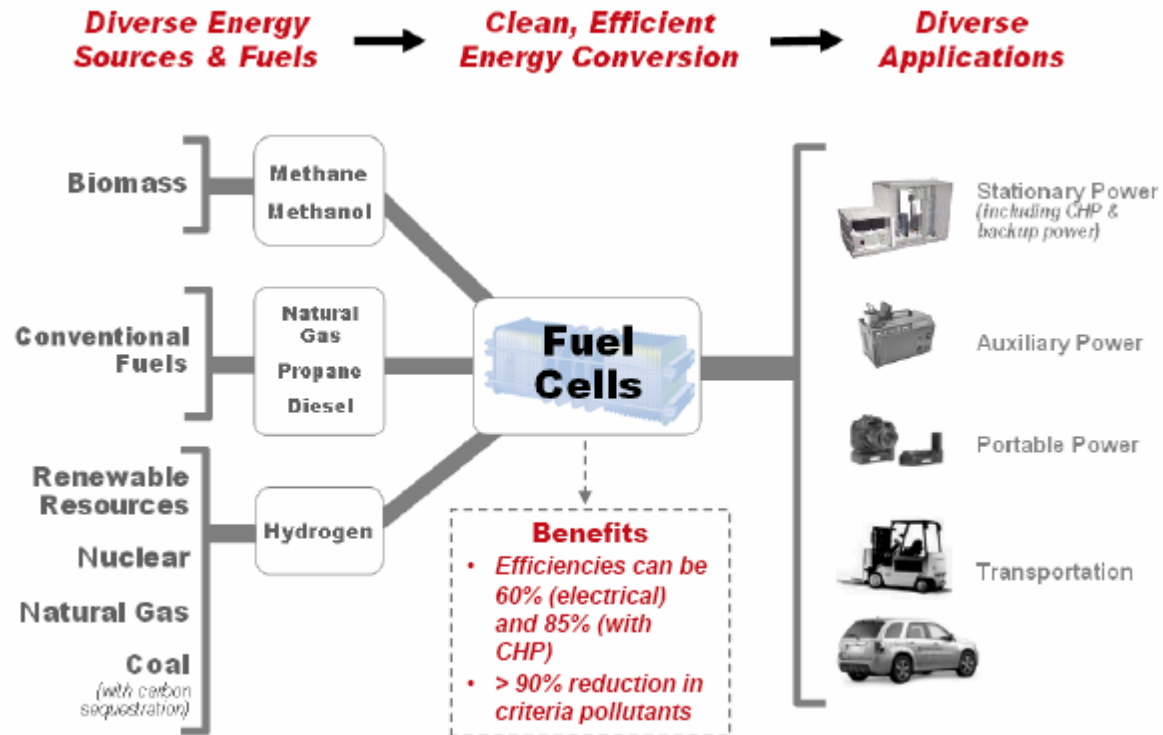 Diverse Energy
Sources & Fuels
Clean, Efficient
Energy Conversion
Diverse
Applications
Biomass
Methane
Methanol
Conventional
Fuels
Natural
Gas
Propane
Diesel
Renewable
Resources
Nuclear
Natural Gas
Coal
(with carbon
sequestration)
Hydrogen
Fuel
Cells
Benefits
• Efficiencies can be
60% (electrical)
and 85% (with
CHP)
• > 90% reduction in
criteria pollutants
Stationary Power
(including CHP &
backup power)
Auxiliary Power
Portable Power
Transportation